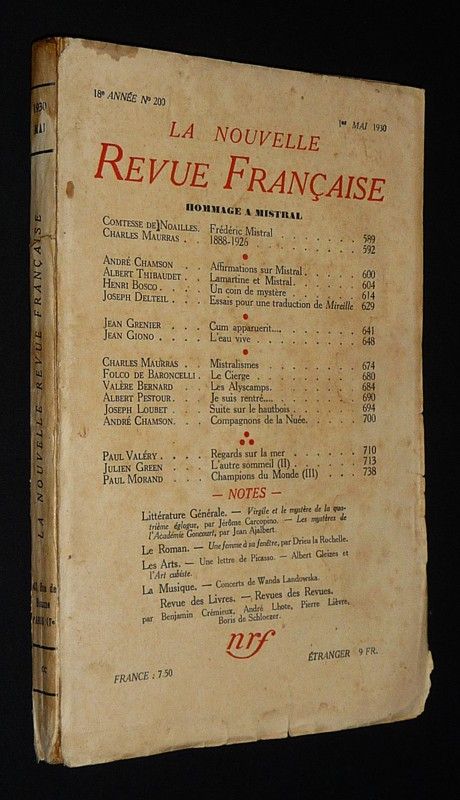 18e ANNÉE No 200
1er MAI 1930
LA NOUVELLE
REVUE FRANÇAISE
HOMMAGE A MISTRAL
COMTESSE DE NOAILLES. Frédéric Mistral . . . . . . . 589
CHARLES MAURRAS . . 1888-1926 . . . . . . . . . 592
ANDRÉ CHAMSON . . . Affirmations sur Mistral. . . . . . 600
ALBERT THIBAUDET . . Lamartine et Mistral. . . . . . . 604
HENRI BOSCO. . . . Un coin de mystère . . . . . . . 614
JOSEPH DELTEIL . . . Essais pour une traduction de Mireille 629
JEAN GRENIER . . . . Cum apparuerit.... . . . . . . . 641
JEAN GIONO . . . . L'eau vive . . . . . . . . . 648
CHARLES MAURRAS . . . Mistralismes . . . . . . . . 674
FOLCO DE BARONCELLI . Le Cierge . . . . . . . . . 680
VALÈRE BERNARD . . . Les Alyscamps. . . . . . . . 684
ALBERT PESTOUR. . . . Je suis rentré.... . . . . . . . 690
JOSEPH LOUBET . . . . Suite sur le hautbois . . . . . . 694
ANDRÉ CHAMSON. . . . Compagnons de la Nuée. . . . . . 700
PAUL VALÉRY. . . . . Regards sur la mer . . . . . . . 710
JULIEN GREEN . . . . L'autre sommeil (II) . . . . . . . 713
PAUL MORAND . . . . Champions du Monde (III) . . . . . 738
— NOTES —
Littérature Générale. — Virgile et le mystère de la qua-
trième églogue, par Jérôme Carcopino. — Les mystères de
l'Académie Goncourt, par Jean Ajalbert.
Le Roman. — Une femme à sa fenêtre, par Drieu la Rochelle.
Les Arts. — Une lettre de Picasso. — Albert Gleizes et
l'Art cubiste.
La Musique. — Concerts de Wanda Landowska.
Revue des Livres. — Revues des Revues.
par Benjamin Crémieux, André Lhote, Pierre Lièvre,
Boris de Schloezer.
nrf
FRANCE : 7.50
ÉTRANGER 9 FR.
1930
MAI
LA NOUVELLE REVUE FRANÇAISE